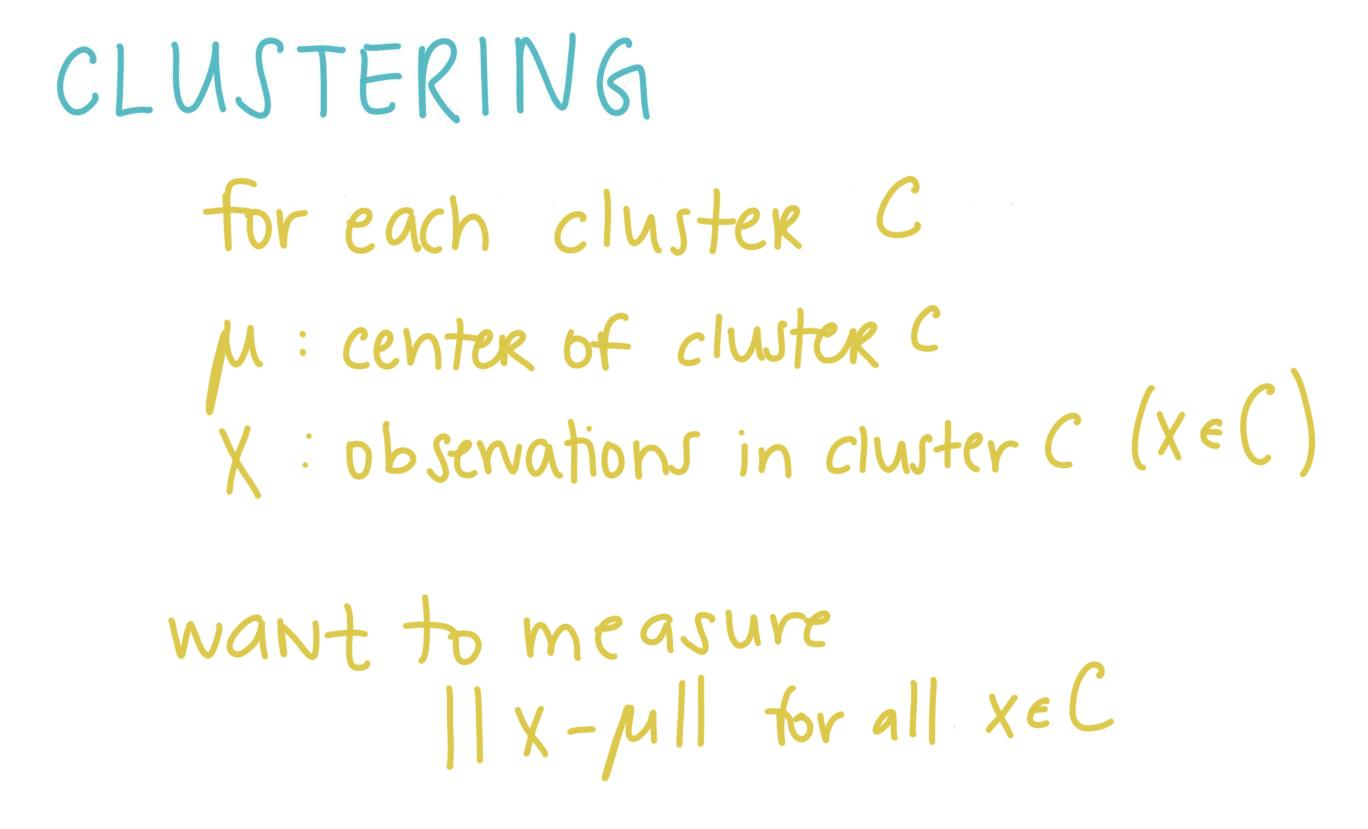 CLUSTERING
for each cluster C
μ : center of cluster C
X : observations in cluster C (x ∈ C)
want to measure
||x - μ|| for all x ∈ C